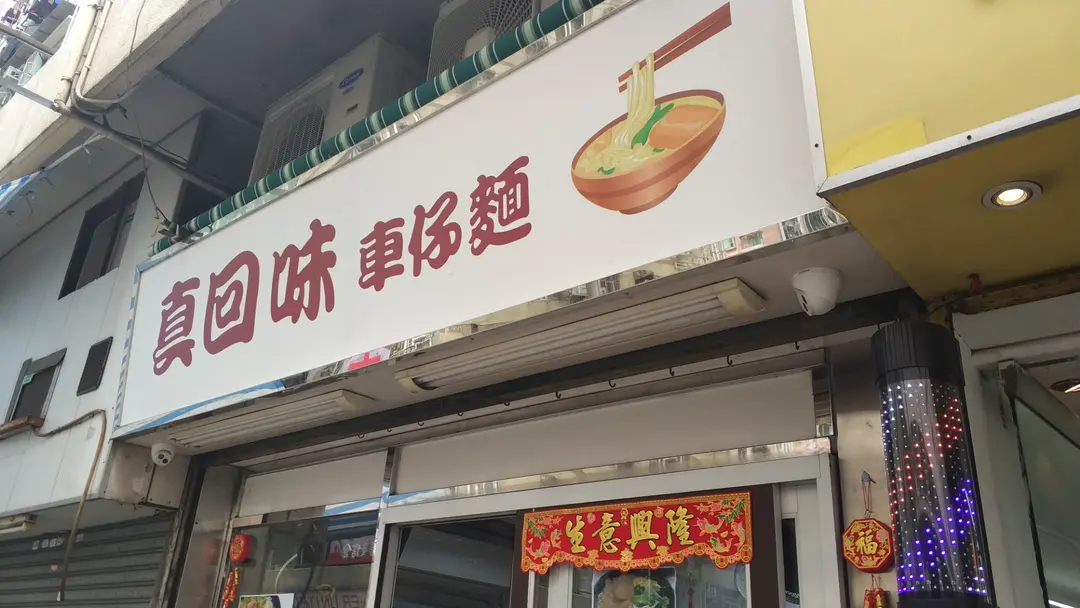 真回味 車仔麵
生意興隆
福